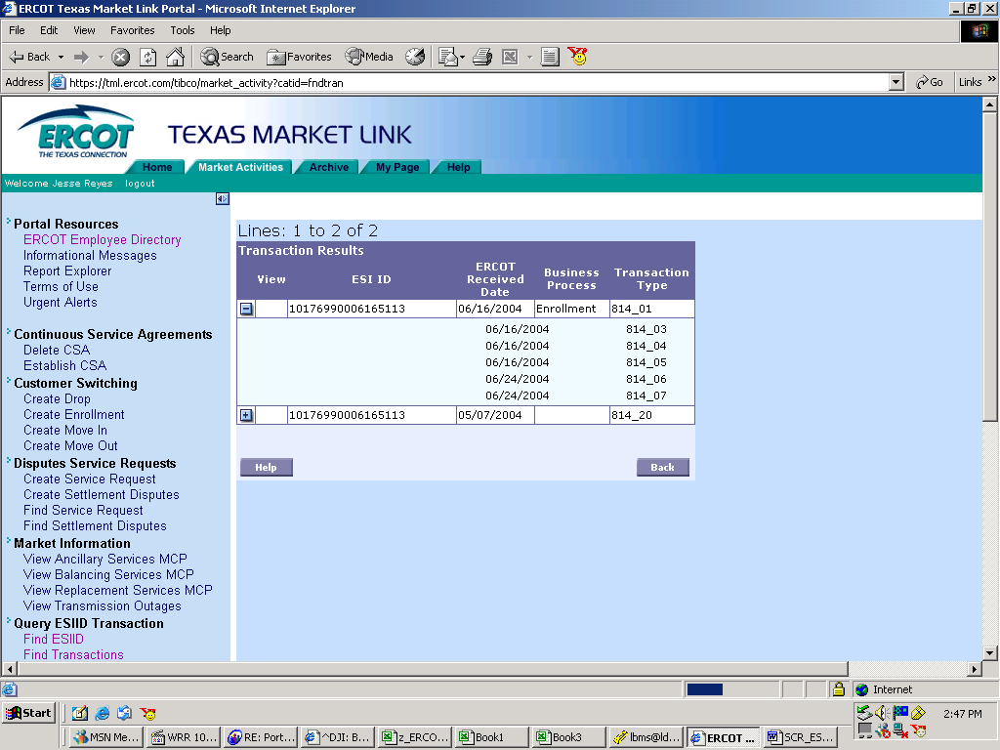 ERCOT Texas Market Link Portal - Microsoft Internet Explorer
File Edit View Favorites Tools Help
Back Search Favorites Media
Address https://tml.ercot.com/tibco/market_activity?catid=fndtran Go Links »
ERCOT
THE TEXAS CONNECTION
TEXAS MARKET LINK
Home Market Activities Archive My Page Help
Welcome Jesse Reyes logout
Portal Resources
ERCOT Employee Directory
Informational Messages
Report Explorer
Terms of Use
Urgent Alerts
Continuous Service Agreements
Delete CSA
Establish CSA
Customer Switching
Create Drop
Create Enrollment
Create Move In
Create Move Out
Disputes Service Requests
Create Service Request
Create Settlement Disputes
Find Service Request
Find Settlement Disputes
Market Information
View Ancillary Services MCP
View Balancing Services MCP
View Replacement Services MCP
View Transmission Outages
Query ESIID Transaction
Find ESIID
Find Transactions
Lines: 1 to 2 of 2
Transaction Results
View ESI ID ERCOT Received Date Business Process Transaction Type
10176990006165113 06/16/2004 Enrollment 814_01
06/16/2004 814_03
06/16/2004 814_04
06/16/2004 814_05
06/24/2004 814_06
06/24/2004 814_07
10176990006165113 05/07/2004 814_20
Help Back
Internet
Start 2:47 PM
MSN Me... WRR 10... RE: Port... ^DJI: B... z_ERCO... Book1 Book3 lbms@ld... ERCOT ... SCR_ES...